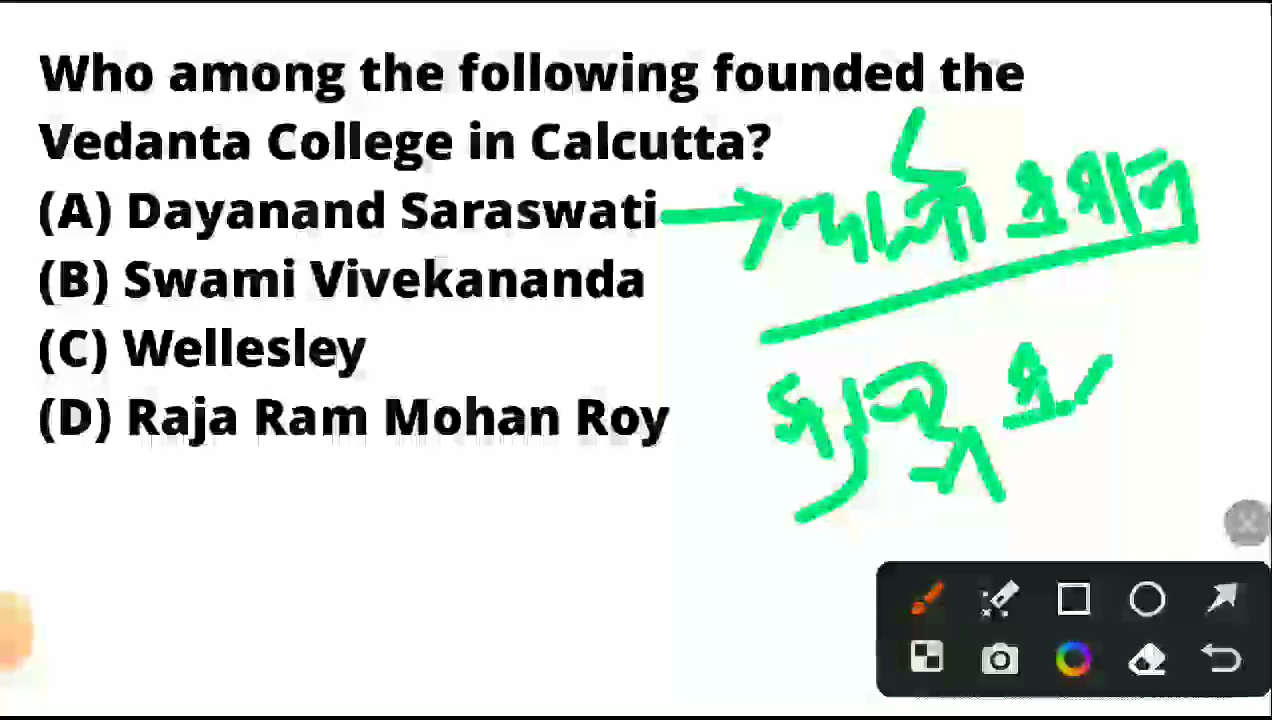 Who among the following founded the
Vedanta College in Calcutta?
(A) Dayanand Saraswati
(B) Swami Vivekananda
(C) Wellesley
(D) Raja Ram Mohan Roy